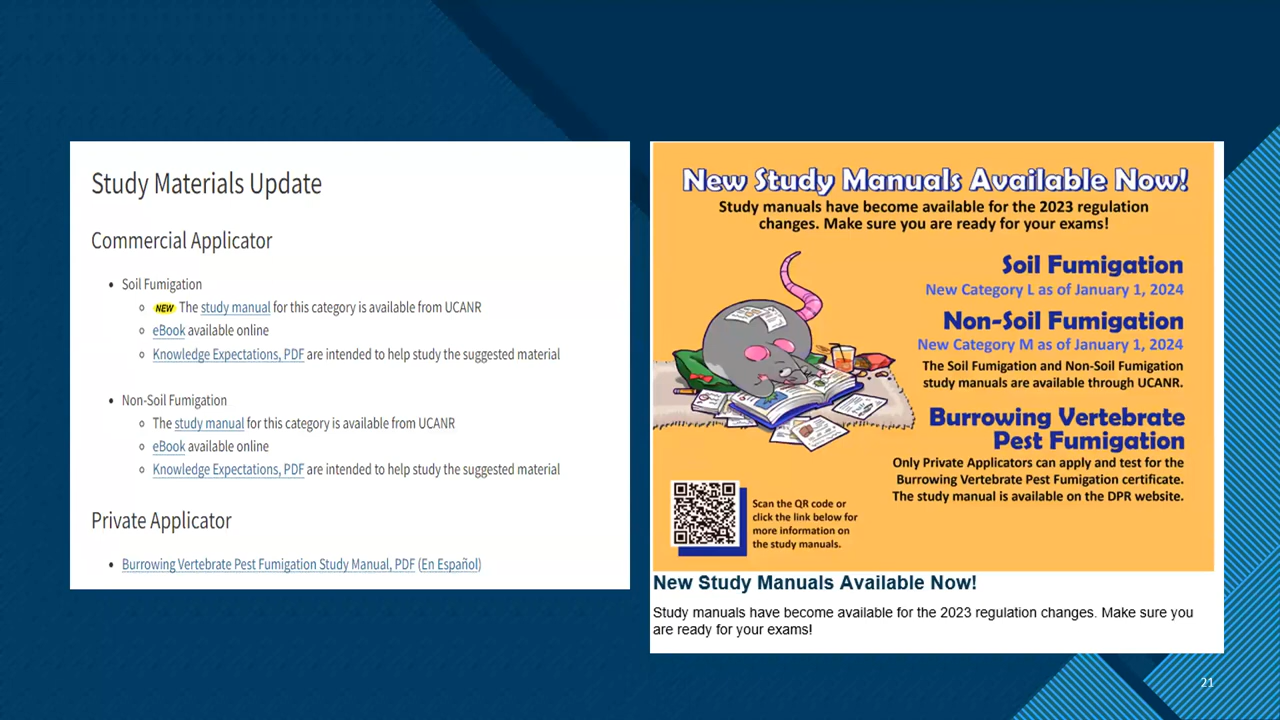 Study Materials Update
Commercial Applicator
• Soil Fumigation
NEW The study manual for this category is available from UCANR
eBook available online
Knowledge Expectations, PDF are intended to help study the suggested material
• Non-Soil Fumigation
The study manual for this category is available from UCANR
eBook available online
Knowledge Expectations, PDF are intended to help study the suggested material
Private Applicator
• Burrowing Vertebrate Pest Fumigation Study Manual, PDF (En Español)
New Study Manuals Available Now!
Study manuals have become available for the 2023 regulation
changes. Make sure you are ready for your exams!
Soil Fumigation
New Category L as of January 1, 2024
Non-Soil Fumigation
New Category M as of January 1, 2024
The Soil Fumigation and Non-Soil Fumigation
study manuals are available through UCANR.
Burrowing Vertebrate
Pest Fumigation
Only Private Applicators can apply and test for the
Burrowing Vertebrate Pest Fumigation certificate.
The study manual is available on the DPR website.
Scan the QR code or
click the link below for
more information on
the study manuals.
New Study Manuals Available Now!
Study manuals have become available for the 2023 regulation changes. Make sure you
are ready for your exams!
21